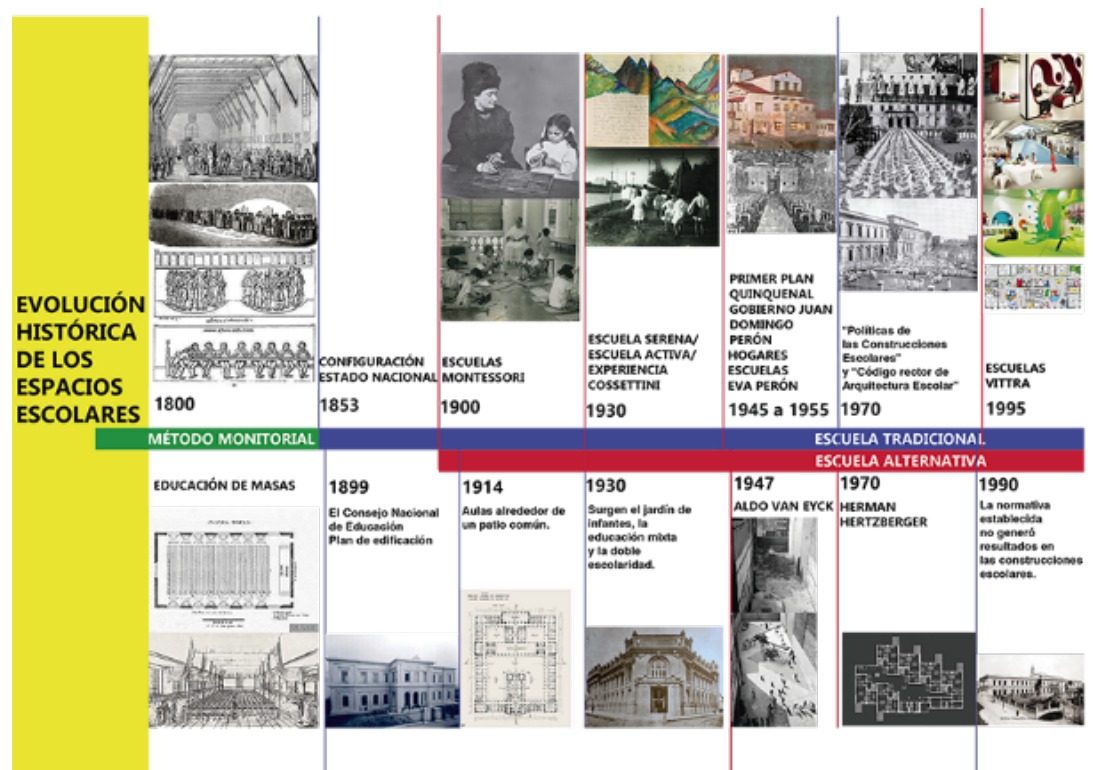 EVOLUCIÓN
HISTÓRICA
DE LOS
ESPACIOS
ESCOLARES
1800
CONFIGURACIÓN
ESTADO NACIONAL
1853
ESCUELAS
MONTESSORI
1900
ESCUELA SERENA/
ESCUELA ACTIVA/
EXPERIENCIA
COSSETTINI
1930
PRIMER PLAN
QUINQUENAL
GOBIERNO JUAN
DOMINGO
PERÓN
HOGARES
ESCUELAS
EVA PERÓN
1945 a 1955
"Políticas de
las Construcciones
Escolares"
y "Código rector de
Arquitectura Escolar"
1970
ESCUELAS
VITTRA
1995
MÉTODO MONITORIAL
ESCUELA TRADICIONAL
ESCUELA ALTERNATIVA
EDUCACIÓN DE MASAS
1899
El Consejo Nacional
de Educación
Plan de edificación
1914
Aulas alrededor de
un patio común.
1930
Surgen el jardín de
infantes, la
educación mixta
y la doble
escolaridad.
1947
ALDO VAN EYCK
1970
HERMAN
HERTZBERGER
1990
La normativa
establecida
no generó
resultados en
las construcciones
escolares.